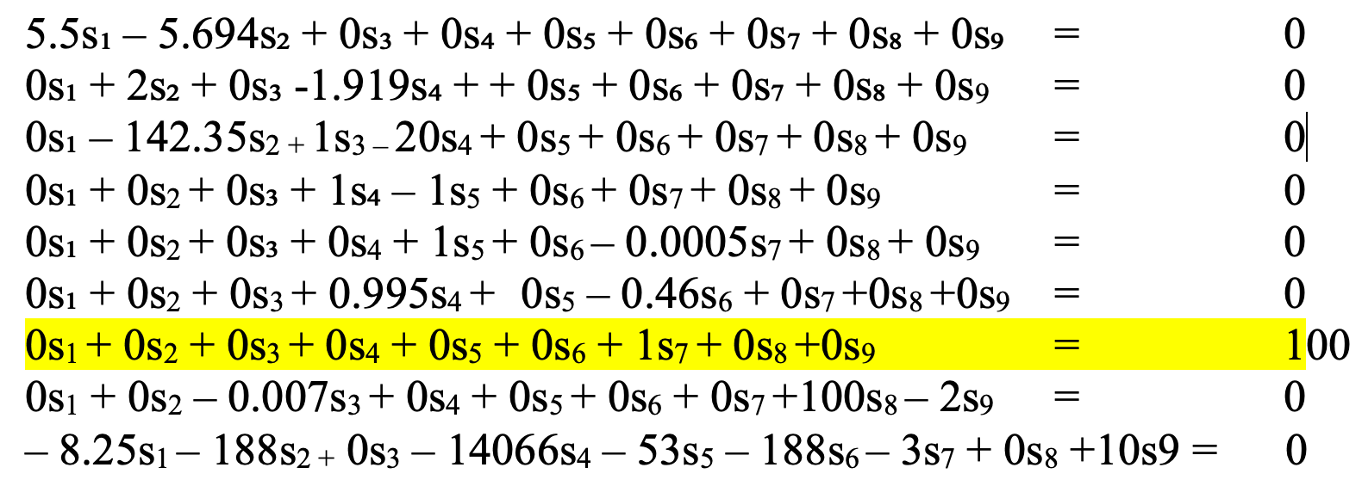 5.5s₁ – 5.694s₂ + 0s₃ + 0s₄ + 0s₅ + 0s₆ + 0s₇ + 0s₈ + 0s₉ = 0
0s₁ + 2s₂ + 0s₃ -1.919s₄ + + 0s₅ + 0s₆ + 0s₇ + 0s₈ + 0s₉ = 0
0s₁ – 142.35s₂ + 1s₃ – 20s₄ + 0s₅ + 0s₆ + 0s₇ + 0s₈ + 0s₉ = 0
0s₁ + 0s₂ + 0s₃ + 1s₄ – 1s₅ + 0s₆ + 0s₇ + 0s₈ + 0s₉ = 0
0s₁ + 0s₂ + 0s₃ + 0s₄ + 1s₅ + 0s₆ – 0.0005s₇ + 0s₈ + 0s₉ = 0
0s₁ + 0s₂ + 0s₃ + 0.995s₄ + 0s₅ – 0.46s₆ + 0s₇ +0s₈ +0s₉ = 0
0s₁ + 0s₂ + 0s₃ + 0s₄ + 0s₅ + 0s₆ + 1s₇ + 0s₈ +0s₉ = 100
0s₁ + 0s₂ – 0.007s₃ + 0s₄ + 0s₅ + 0s₆ + 0s₇ +100s₈ – 2s₉ = 0
– 8.25s₁ – 188s₂ + 0s₃ – 14066s₄ – 53s₅ – 188s₆ – 3s₇ + 0s₈ +10s9 = 0